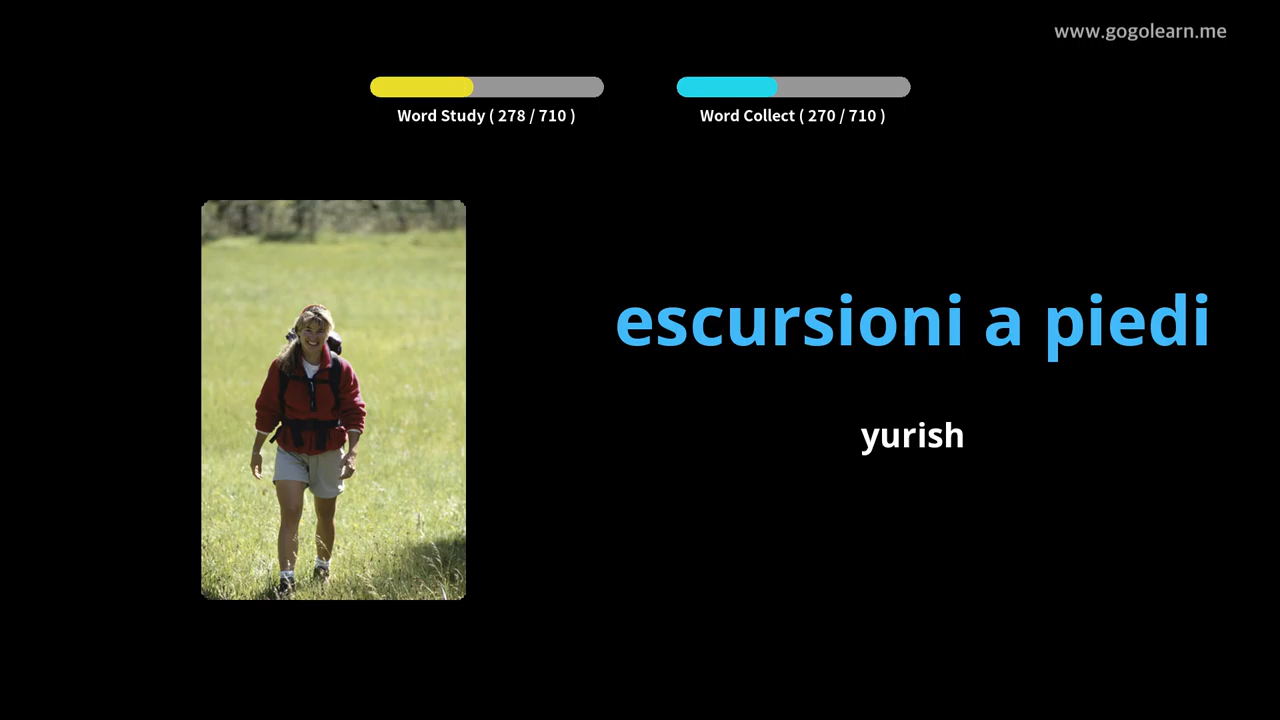 www.gogolearn.me
Word Study ( 278 / 710 )
Word Collect ( 270 / 710 )
escursioni a piedi
yurish